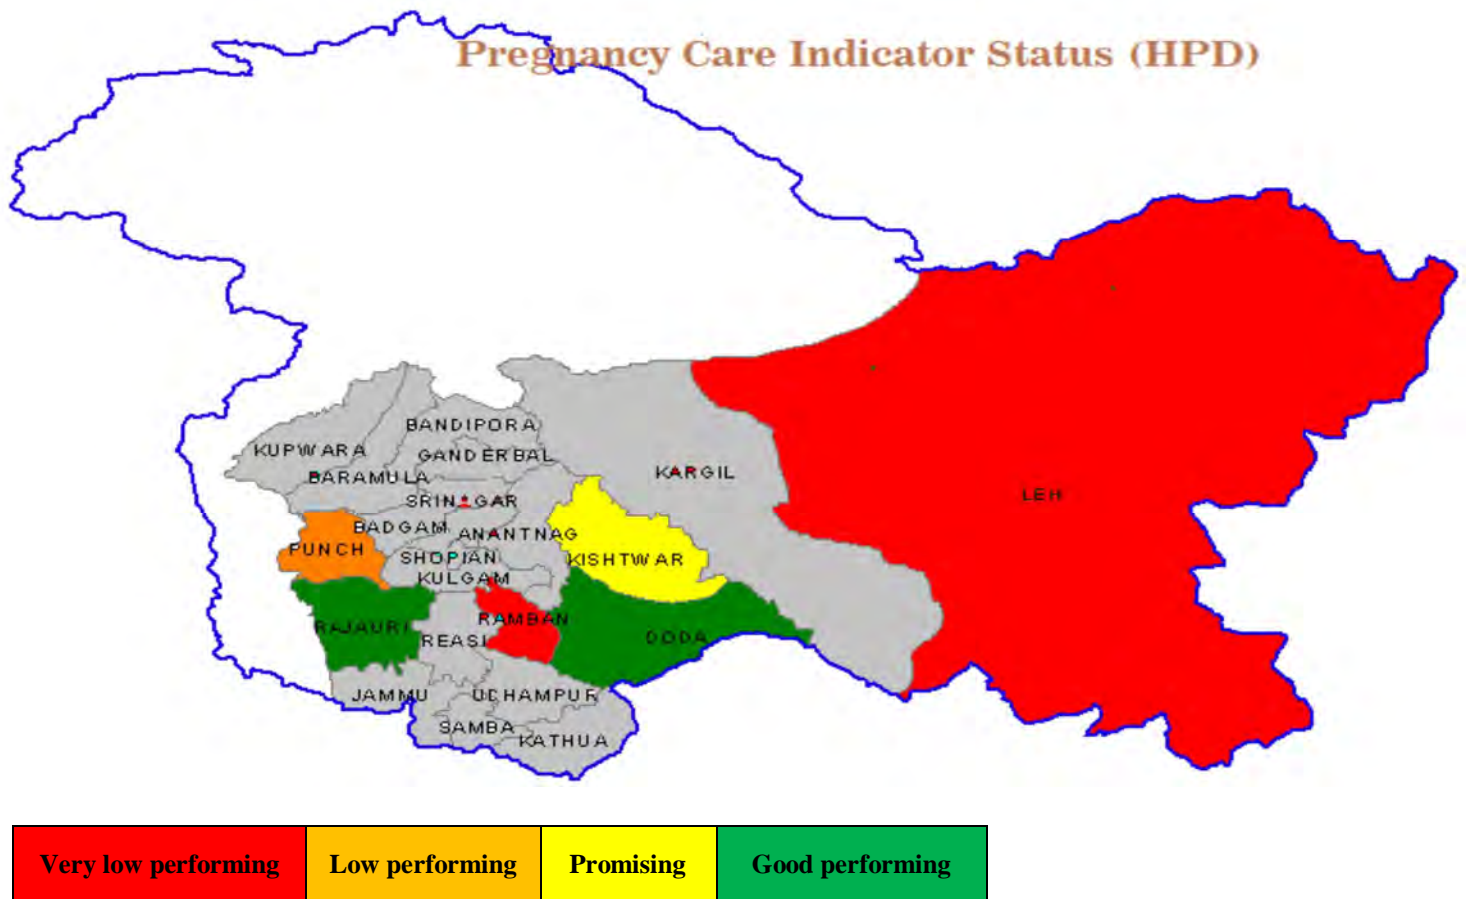 Pregnancy Care Indicator Status (HPD)
BANDIPORA
KUPWARA
GANDERBAL
BARAMULA
KARGIL
LEH
SRINAGAR
BADGAM
ANANTNAG
PUNCH
SHOPIAN
KISHTWAR
KULGAM
RAMBAN
RAJAURI
REASI
DODA
JAMMU
UDHAMPUR
SAMBA
KATHUA
Very low performing
Low performing
Promising
Good performing